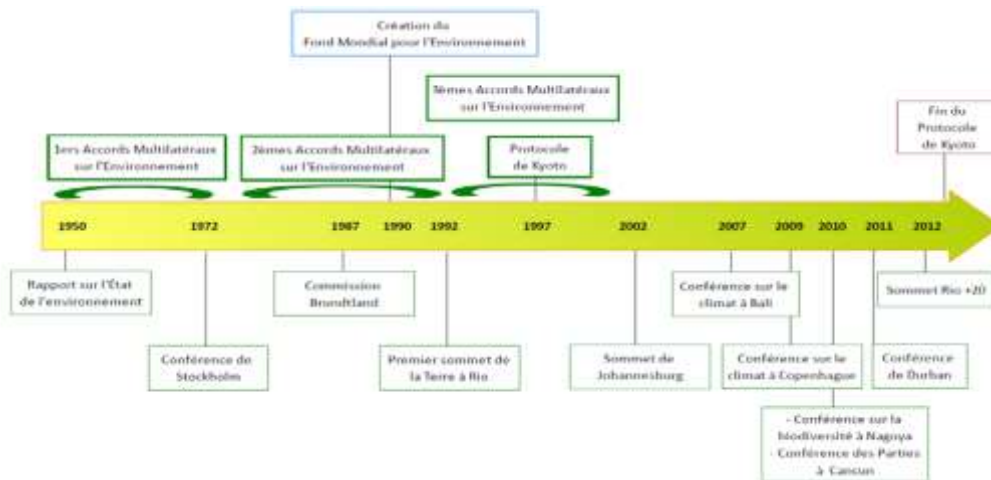 Création du
Fond Mondial pour l'Environnement
3èmes Accords Multilatéraux
sur l'Environnement
Fin du
Protocole
de Kyoto
1ers Accords Multilatéraux
sur l'Environnement
2èmes Accords Multilatéraux
sur l'Environnement
Protocole
de Kyoto
1950 1972 1987 1990 1992 1997 2002 2007 2009 2010 2011 2012
Rapport sur l'État
de l'environnement
Commission
Brundtland
Conférence sur le
climat à Bali
Sommet Rio +20
Conférence de
Stockholm
Premier sommet de
la Terre à Rio
Sommet de
Johannesburg
Conférence sur le
climat à Copenhague
Conférence
de Durban
- Conférence sur la
biodiversité à Nagoya
- Conférence des Parties
à Cancun